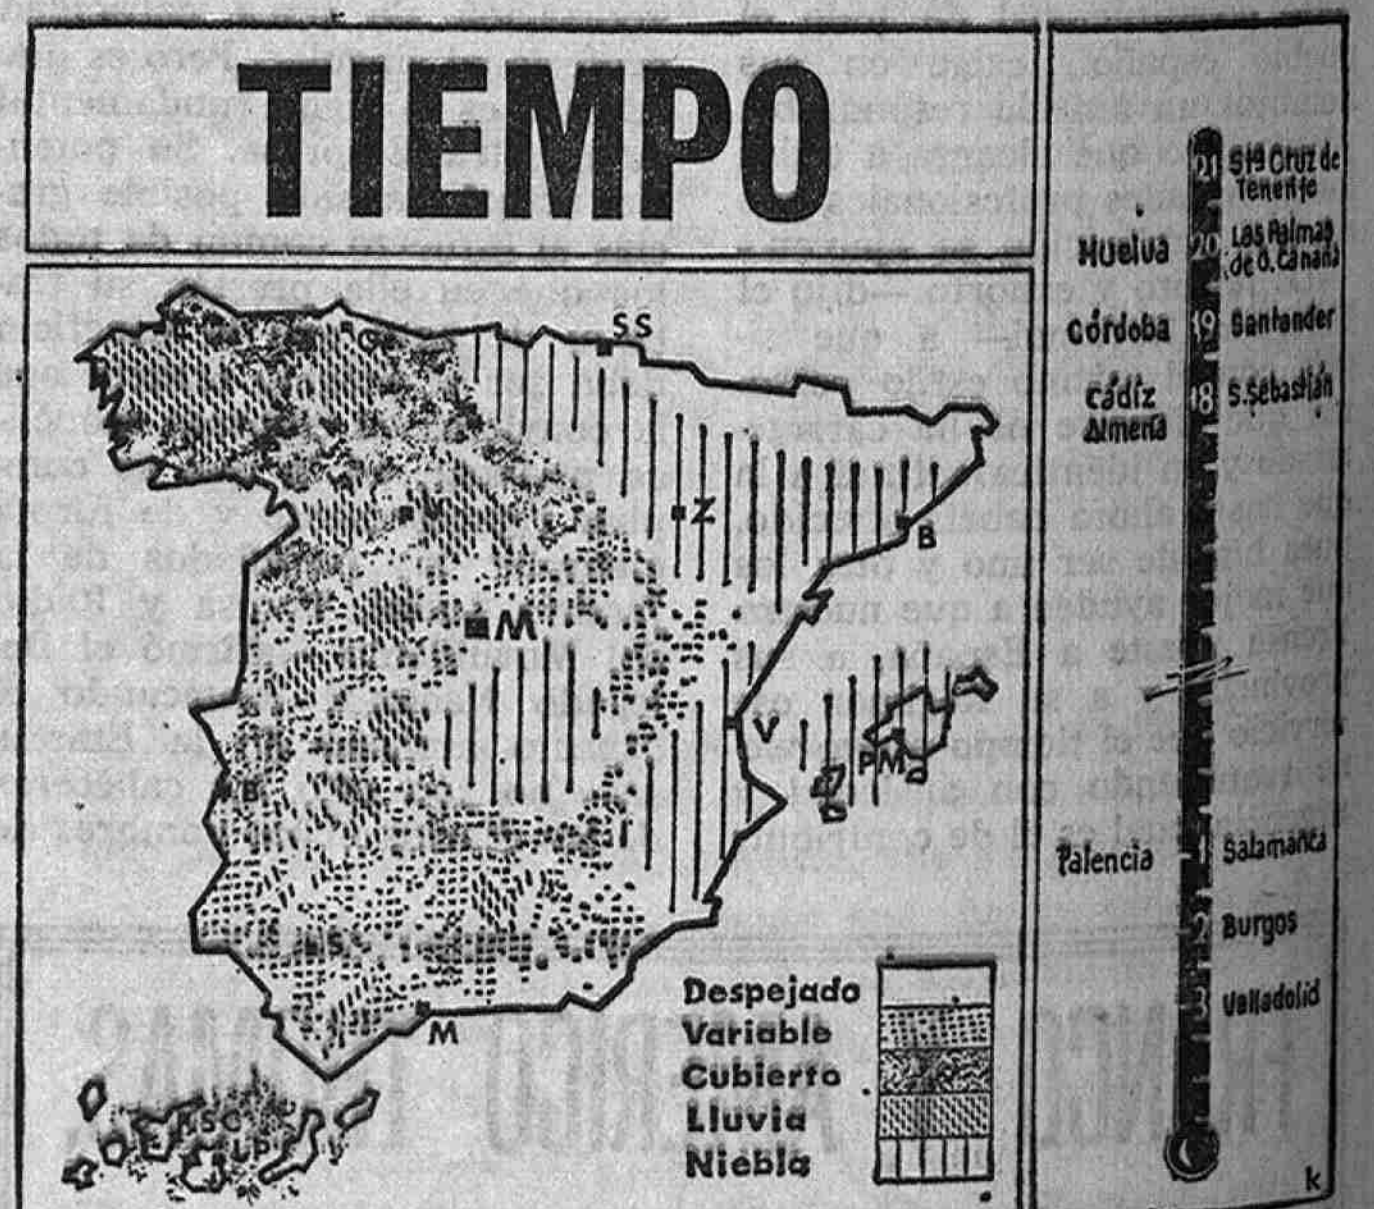 TIEMPO
SS
O
V
Z
B
M
V
PM
B
M
SC
LP
Despejado
Variable
Cubierto
Lluvia
Niebla
21 Sta Cruz de
Tenerife
Huelva 20 Las Palmas
de G. Canaria
Córdoba 19 Santander
Cádiz 18 S. Sebastián
Almería
Palencia 1 Salamanca
2 Burgos
3 Valladolid
k